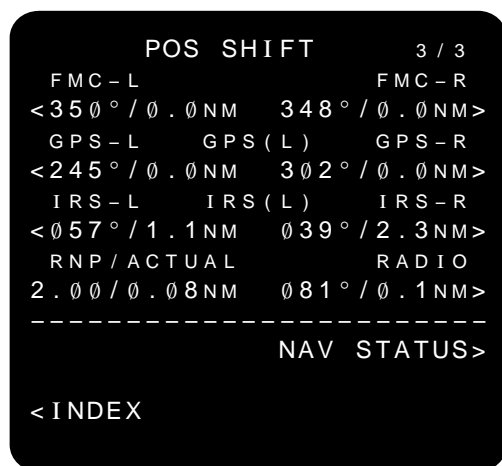 POS SHIFT 3/3
FMC-L FMC-R
<350°/0.0NM 348°/0.0NM>
GPS-L GPS(L) GPS-R
<245°/0.0NM 302°/0.0NM>
IRS-L IRS(L) IRS-R
<057°/1.1NM 039°/2.3NM>
RNP/ACTUAL RADIO
2.00/0.08NM 081°/0.1NM>
------------------------
NAV STATUS>
<INDEX